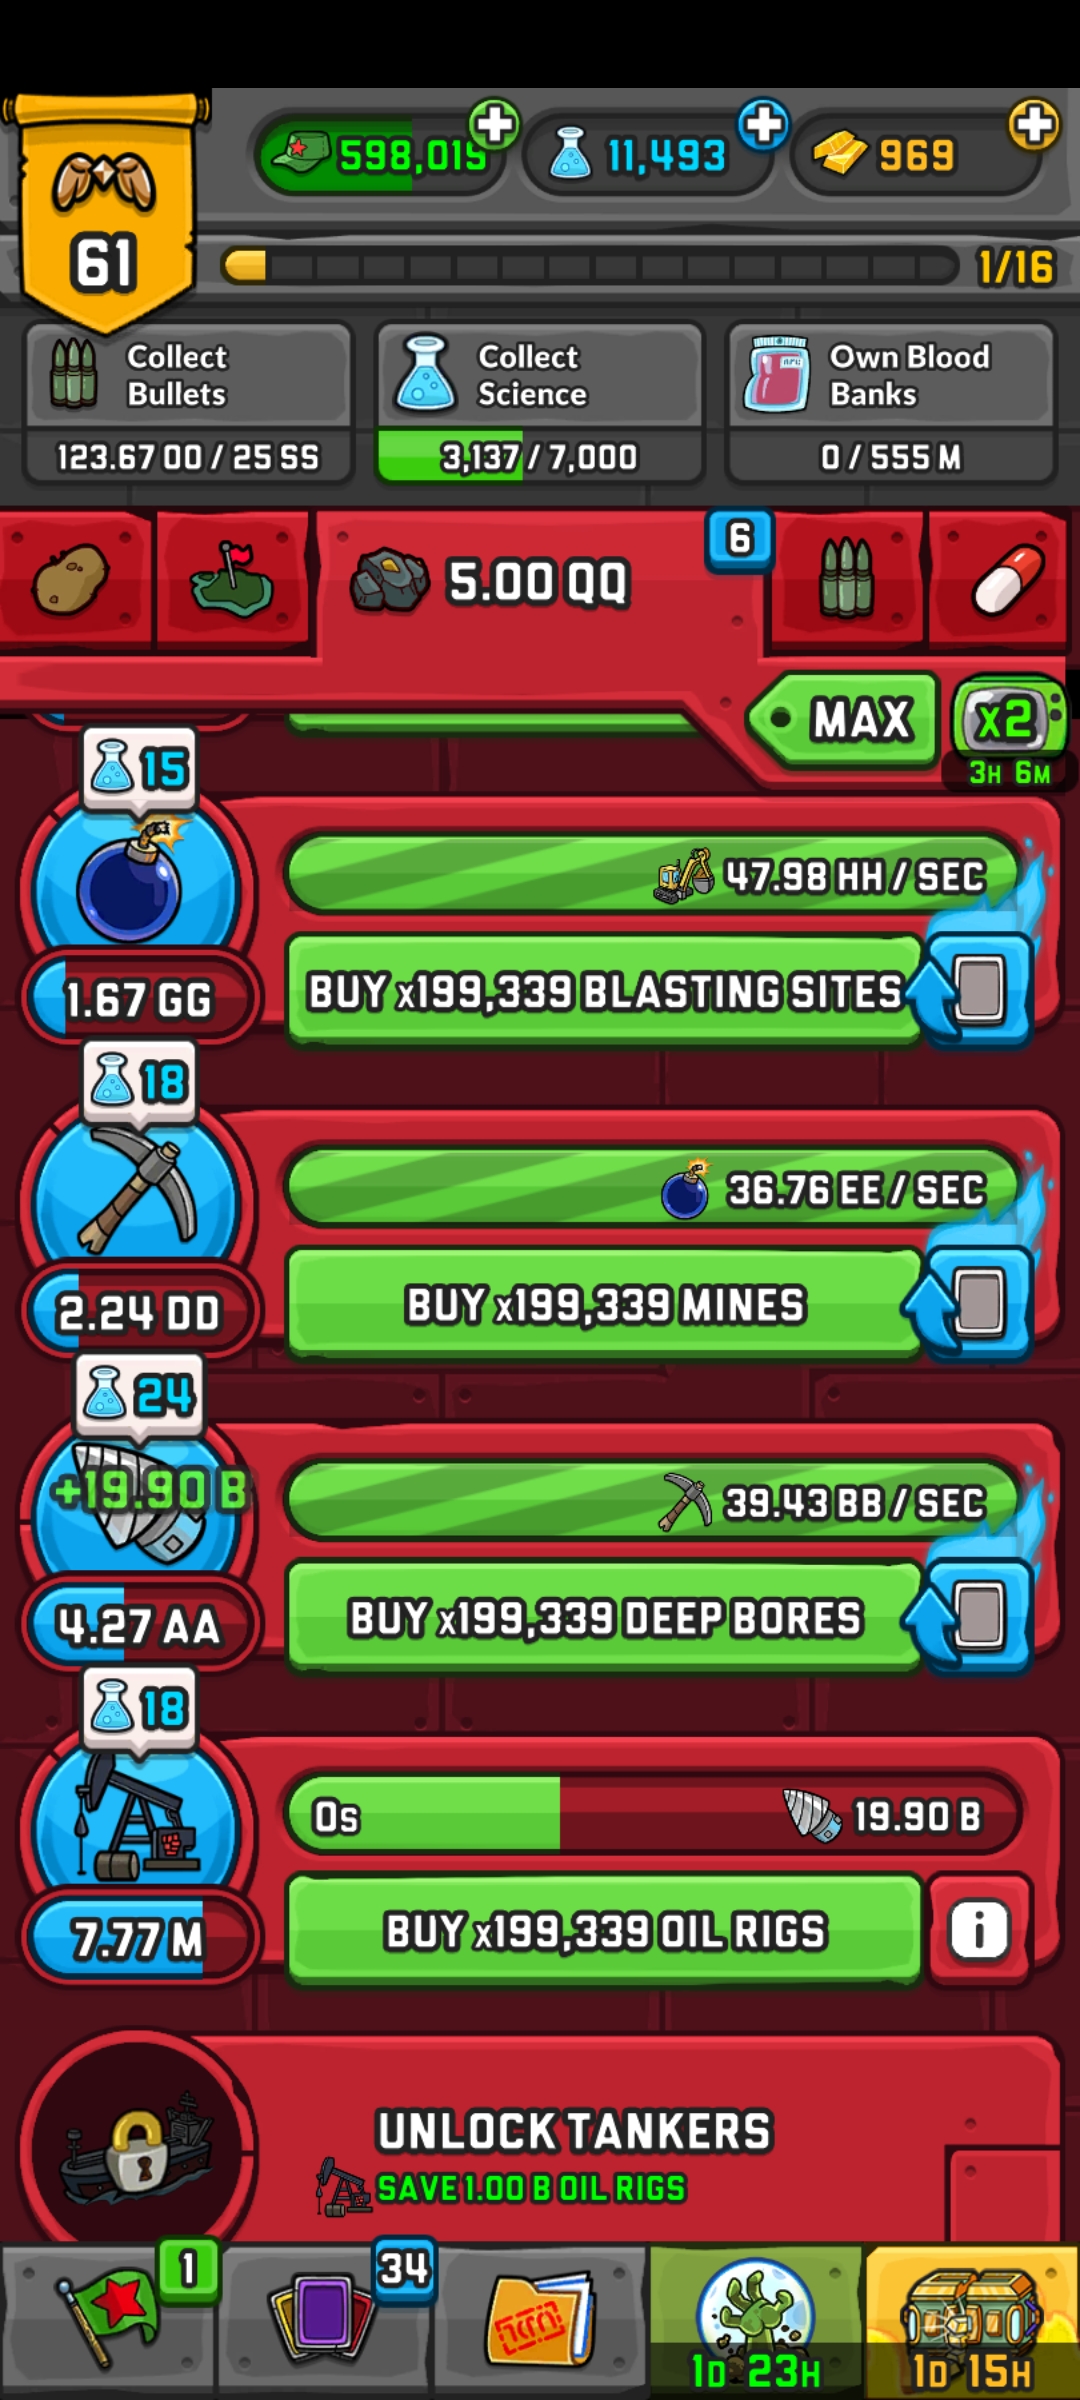 598,019
11,493
969
61
1/16
Collect
Bullets
123.67 OO / 25 SS
Collect
Science
3,137 / 7,000
Own Blood
Banks
0 / 555 M
5.00 QQ
6
MAX
x2
3H 6M
15
47.98 HH / SEC
1.67 GG
BUY x199,339 BLASTING SITES
18
36.76 EE / SEC
2.24 DD
BUY x199,339 MINES
24
+19.90 B
39.43 BB / SEC
4.27 AA
BUY x199,339 DEEP BORES
18
0s
19.90 B
7.77 M
BUY x199,339 OIL RIGS
i
UNLOCK TANKERS
SAVE 1.00 B OIL RIGS
1
34
1D 23H
1D 15H